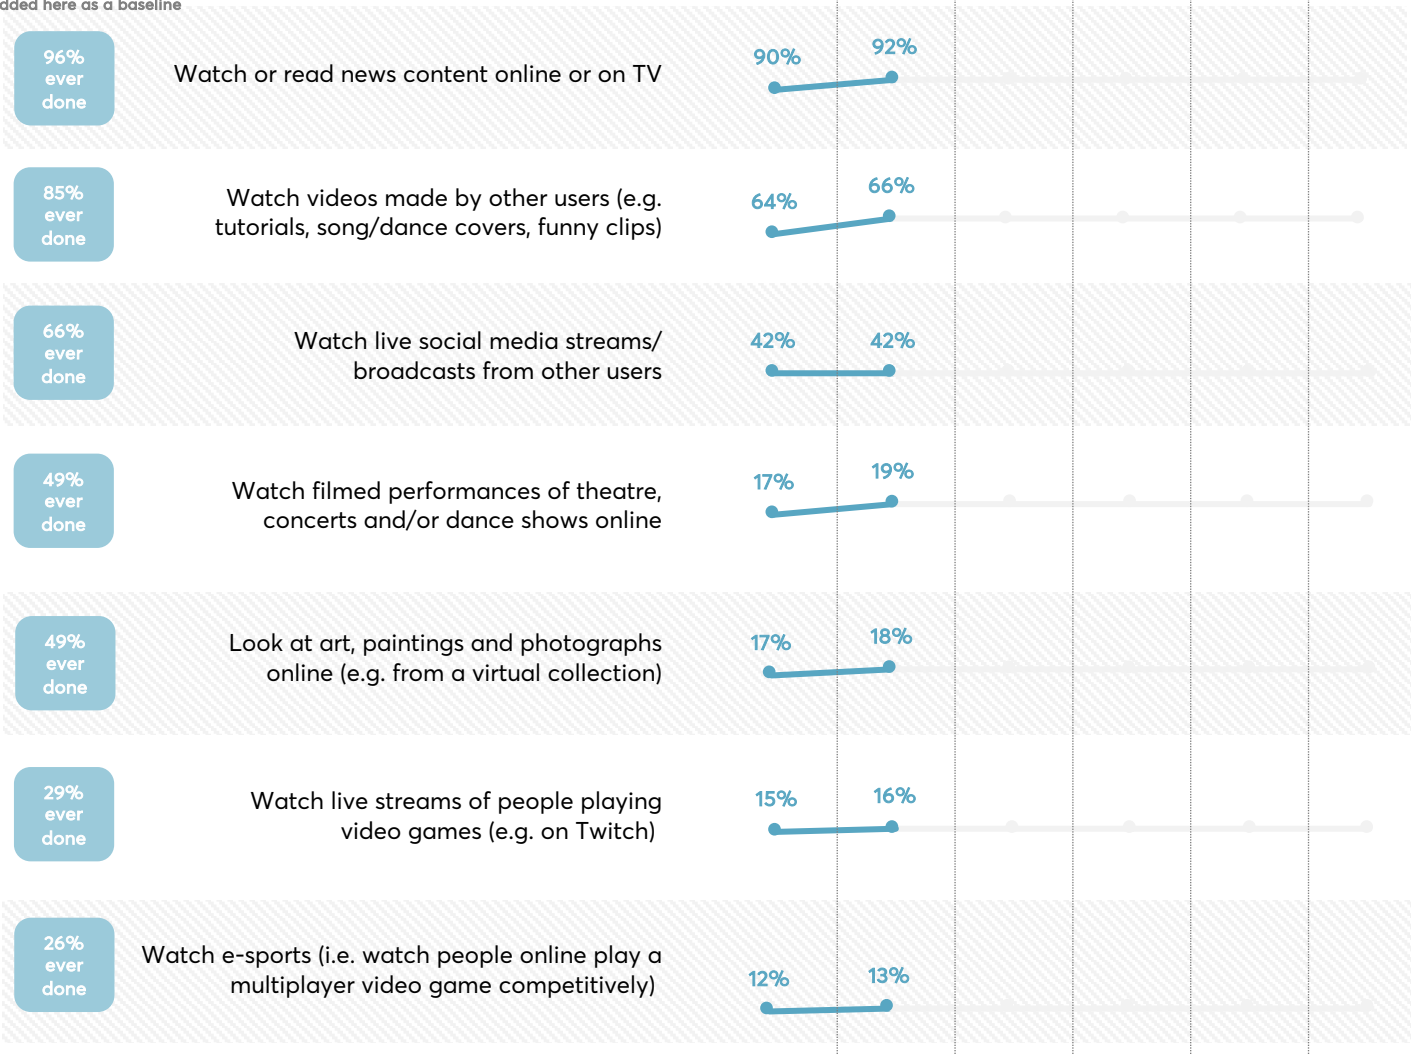 here as a baseline
96%
ever
done
Watch or read news content online or on TV
90%
92%
85%
ever
done
Watch videos made by other users (e.g.
tutorials, song/dance covers, funny clips)
64%
66%
66%
ever
done
Watch live social media streams/
broadcasts from other users
42%
42%
49%
ever
done
Watch filmed performances of theatre,
concerts and/or dance shows online
17%
19%
49%
ever
done
Look at art, paintings and photographs
online (e.g. from a virtual collection)
17%
18%
29%
ever
done
Watch live streams of people playing
video games (e.g. on Twitch)
15%
16%
26%
ever
done
Watch e-sports (i.e. watch people online play a
multiplayer video game competitively)
12%
13%